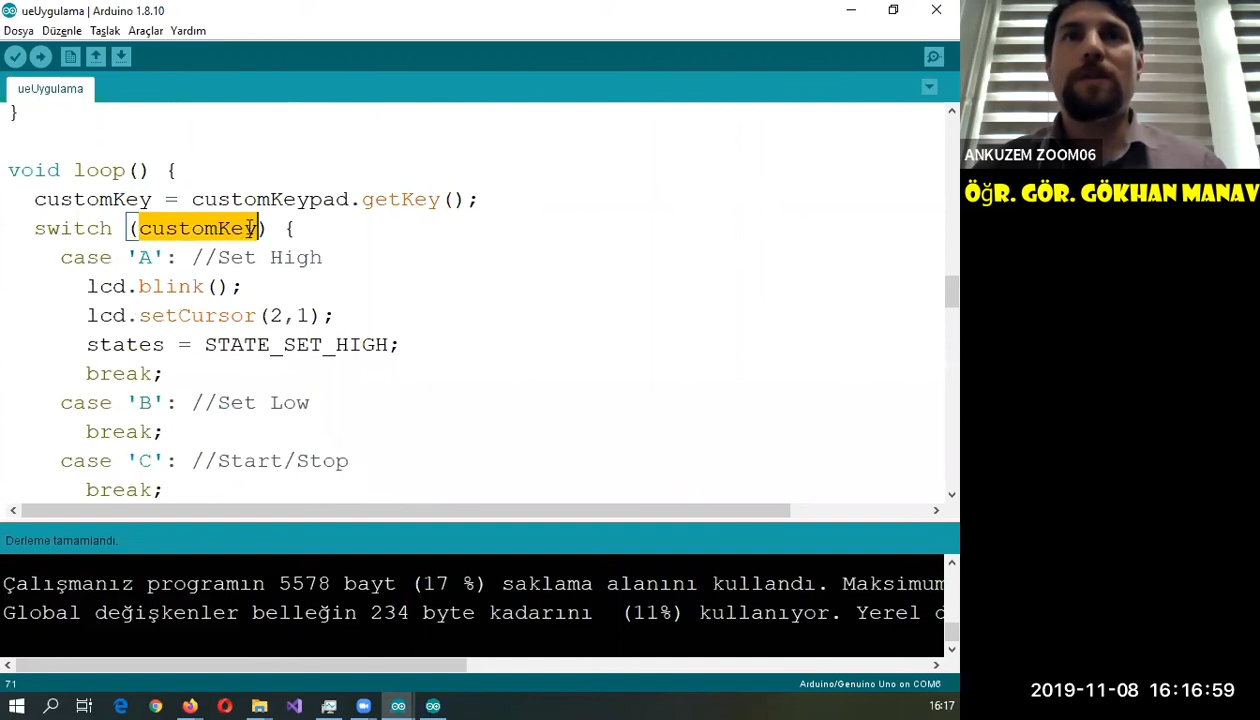 ueUygulama | Arduino 1.8.10
Dosya Düzenle Taslak Araçlar Yardım
ueUygulama
}
void loop() {
customKey = customKeypad.getKey();
switch (customKey) {
case 'A': //Set High
lcd.blink();
lcd.setCursor(2,1);
states = STATE_SET_HIGH;
break;
case 'B': //Set Low
break;
case 'C': //Start/Stop
break;
Derleme tamamlandı.
Çalışmanız programın 5578 bayt (17 %) saklama alanını kullandı. Maksimum
Global değişkenler belleğin 234 byte kadarını (11%) kullanıyor. Yerel d
71
Arduino/Genuino Uno on COM6
16:17
ANKUZEM ZOOM06
ÖĞR. GÖR. GÖKHAN MANAV
2019-11-08 16:16:59